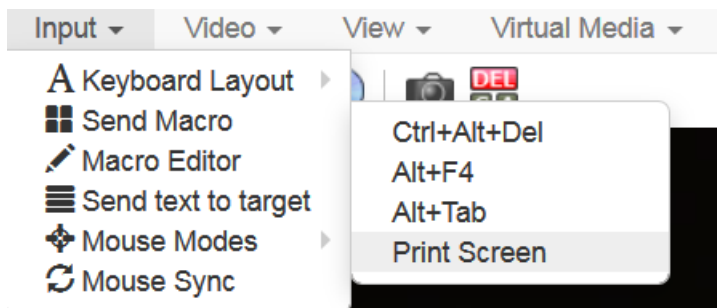 Input Video View Virtual Media
A Keyboard Layout
Send Macro
Macro Editor
Send text to target
Mouse Modes
Mouse Sync
DEL
Ctrl+Alt+Del
Alt+F4
Alt+Tab
Print Screen